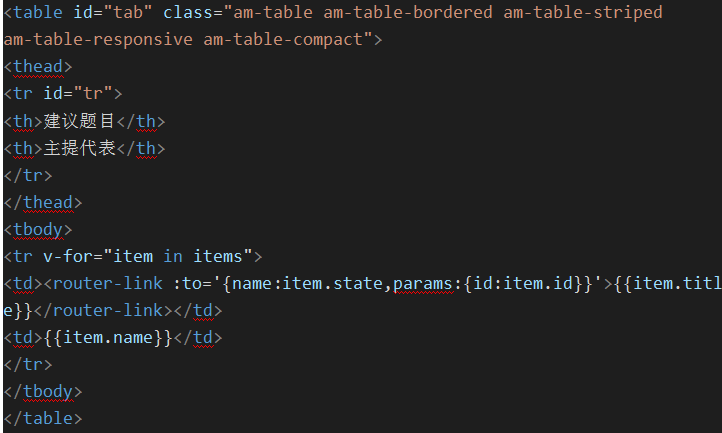 <table id="tab" class="am-table am-table-bordered am-table-striped
am-table-responsive am-table-compact">
<thead>
<tr id="tr">
<th>建议题目</th>
<th>主提代表</th>
</tr>
</thead>
<tbody>
<tr v-for="item in items">
<td><router-link :to='{name:item.state,params:{id:item.id}}'>{{item.titl
e}}</router-link></td>
<td>{{item.name}}</td>
</tr>
</tbody>
</table>